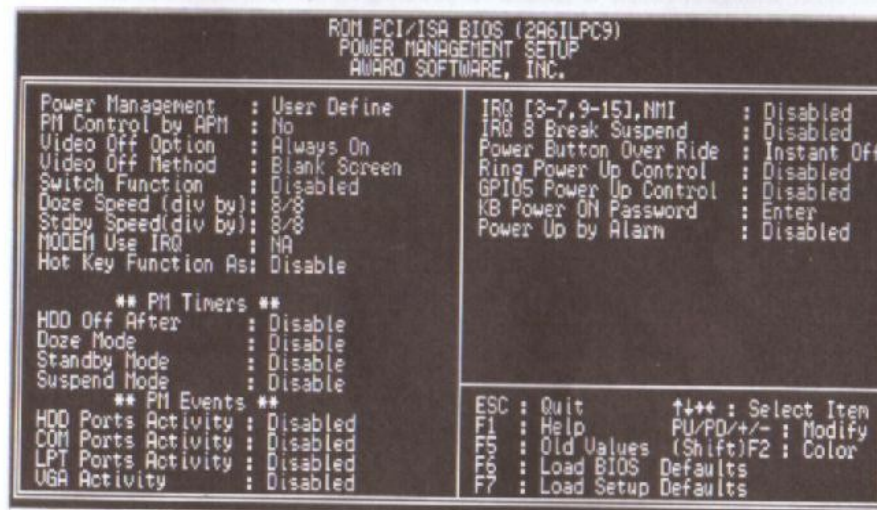 ROM PCI/ISA BIOS (2A6ILPC9)
POWER MANAGEMENT SETUP
AWARD SOFTWARE, INC.
Power Management : User Define
PM Control by APM : No
Video Off Option : Always On
Video Off Method : Blank Screen
Switch Function : Disabled
Doze Speed (div by): 8/8
Stdby Speed(div by): 8/8
MODEM Use IRQ : NA
Hot Key Function As: Disable
** PM Timers **
HDD Off After : Disable
Doze Mode : Disable
Standby Mode : Disable
Suspend Mode : Disable
** PM Events **
HDD Ports Activity : Disabled
COM Ports Activity : Disabled
LPT Ports Activity : Disabled
VGA Activity : Disabled
IRQ [3-7,9-15],NMI : Disabled
IRQ 8 Break Suspend : Disabled
Power Button Over Ride : Instant Off
Ring Power Up Control : Disabled
GPIO5 Power Up Control : Disabled
KB Power ON Password : Enter
Power Up by Alarm : Disabled
ESC : Quit ↑↓→← : Select Item
F1 : Help PU/PD/+/- : Modify
F5 : Old Values (Shift)F2 : Color
F6 : Load BIOS Defaults
F7 : Load Setup Defaults